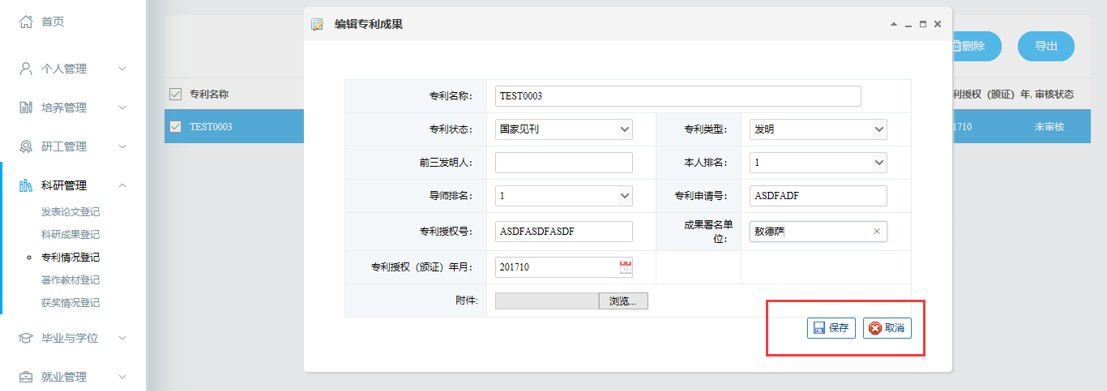 首页
个人管理
培养管理
研工管理
科研管理
发表论文登记
科研成果登记
专利情况登记
著作教材登记
获奖情况登记
毕业与学位
就业管理
编辑专利成果
删除
导出
专利名称
利授权（颁证）年.
审核状态
TEST0003
1710
未审核
专利名称:
TEST0003
专利状态:
国家见刊
专利类型:
发明
前三发明人:
本人排名:
1
导师排名:
1
专利申请号:
ASDFADF
专利授权号:
ASDFASDFASDF
成果署名单
位:
敖德萨
专利授权（颁证）年月:
201710
附件:
浏览...
保存
取消